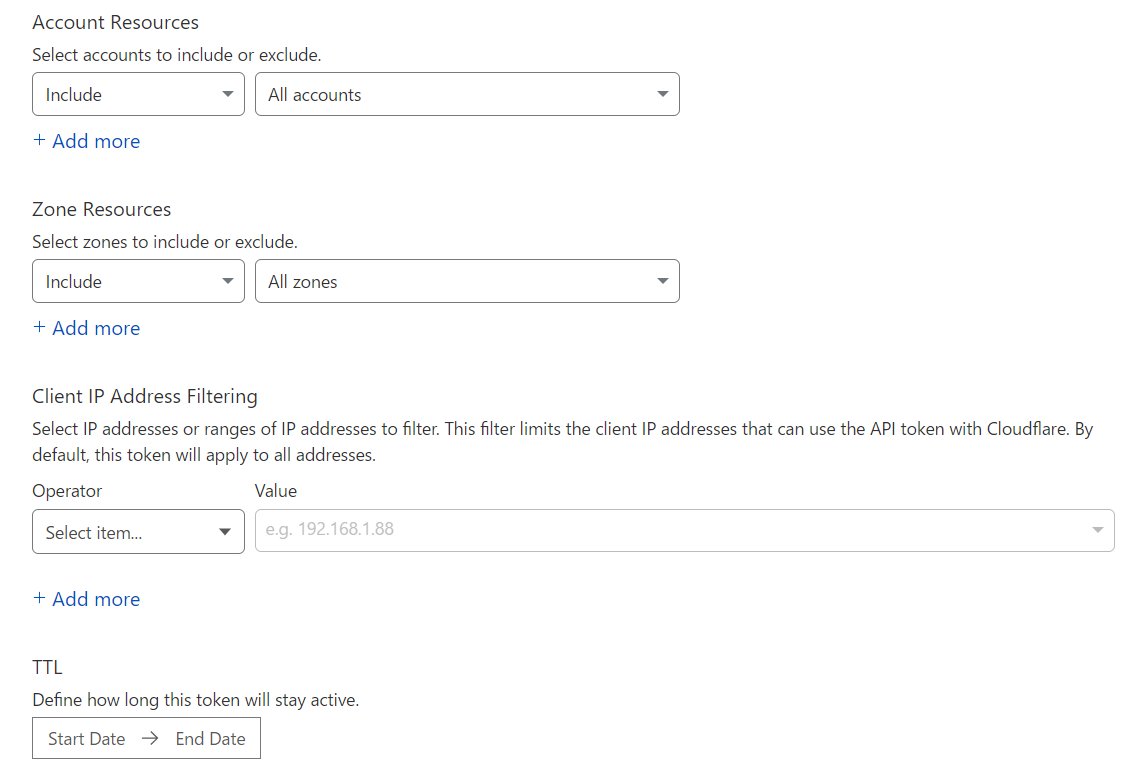 Account Resources
Select accounts to include or exclude.
Include All accounts
+ Add more
Zone Resources
Select zones to include or exclude.
Include All zones
+ Add more
Client IP Address Filtering
Select IP addresses or ranges of IP addresses to filter. This filter limits the client IP addresses that can use the API token with Cloudflare. By
default, this token will apply to all addresses.
Operator Value
Select item... e.g. 192.168.1.88
+ Add more
TTL
Define how long this token will stay active.
Start Date → End Date